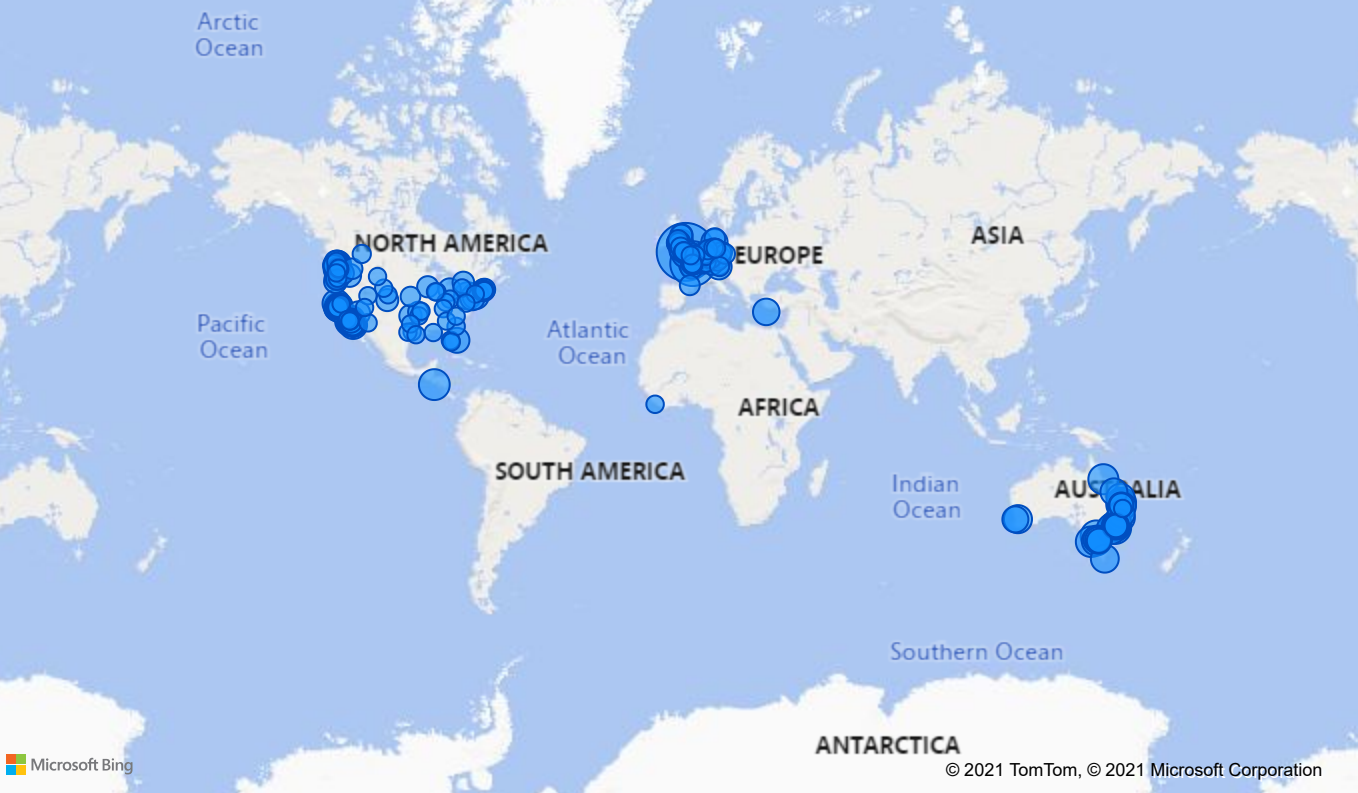 Arctic
Ocean
NORTH AMERICA
EUROPE
ASIA
Pacific
Ocean
Atlantic
Ocean
AFRICA
SOUTH AMERICA
Indian
Ocean
AUSTRALIA
Southern Ocean
ANTARCTICA
Microsoft Bing
© 2021 TomTom, © 2021 Microsoft Corporation